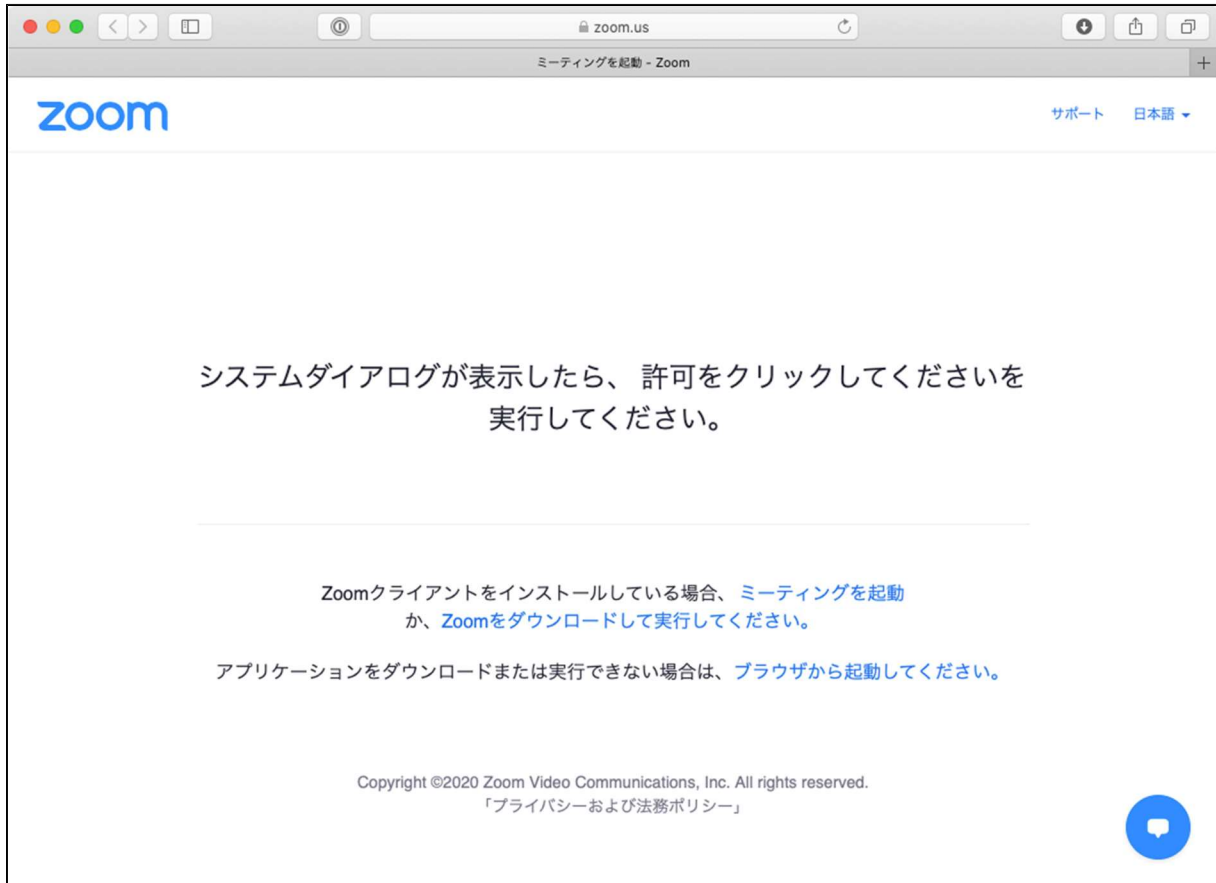 zoom.us
ミーティングを起動 - Zoom
zoom
サポート 日本語
システムダイアログが表示したら、 許可をクリックしてくださいを
実行してください。
Zoomクライアントをインストールしている場合、 ミーティングを起動
か、Zoomをダウンロードして実行してください。
アプリケーションをダウンロードまたは実行できない場合は、ブラウザから起動してください。
Copyright ©2020 Zoom Video Communications, Inc. All rights reserved.
「プライバシーおよび法務ポリシー」